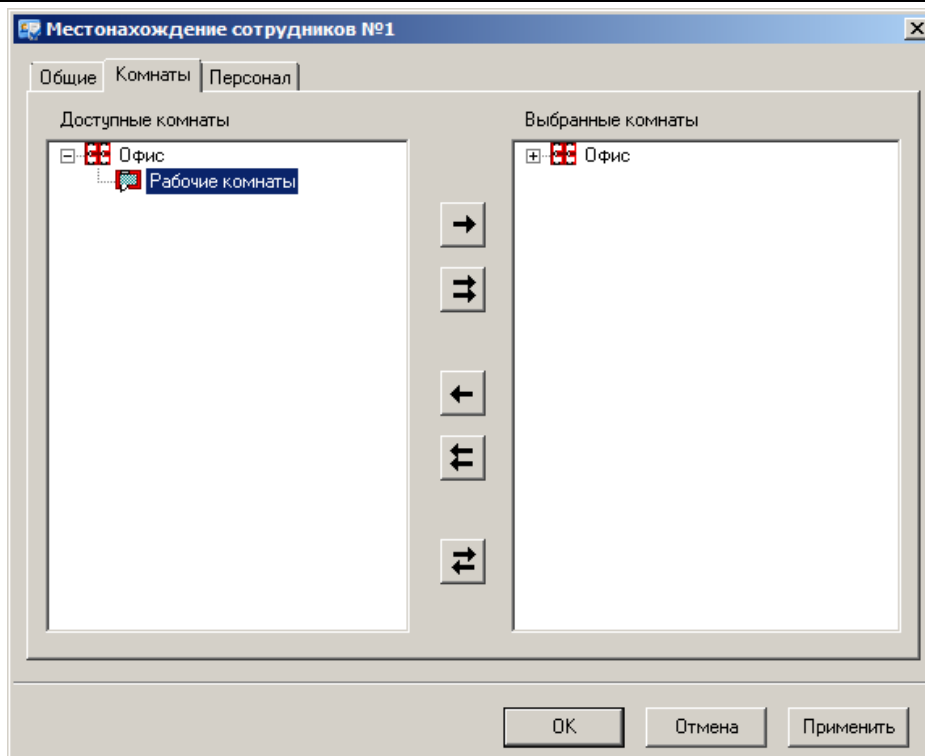 Местонахождение сотрудников №1
Общие Комнаты Персонал
Доступные комнаты Выбранные комнаты
Офис Офис
Рабочие комнаты
OK Отмена Применить